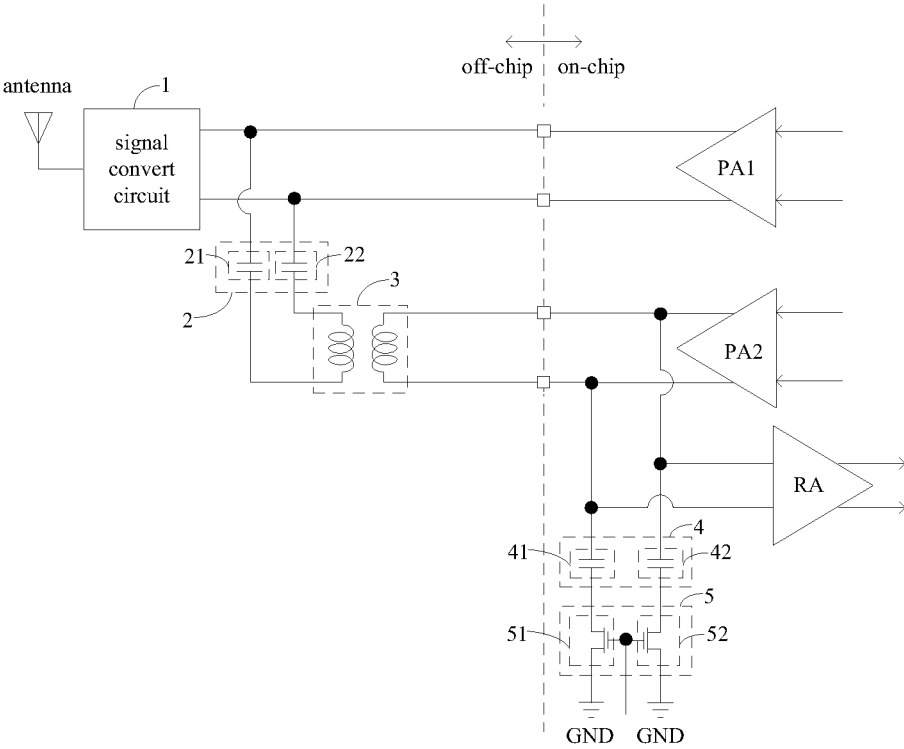 off-chip
on-chip
antenna
1
signal
convert
circuit
PA1
21
22
2
3
PA2
RA
4
41
42
5
51
52
GND
GND